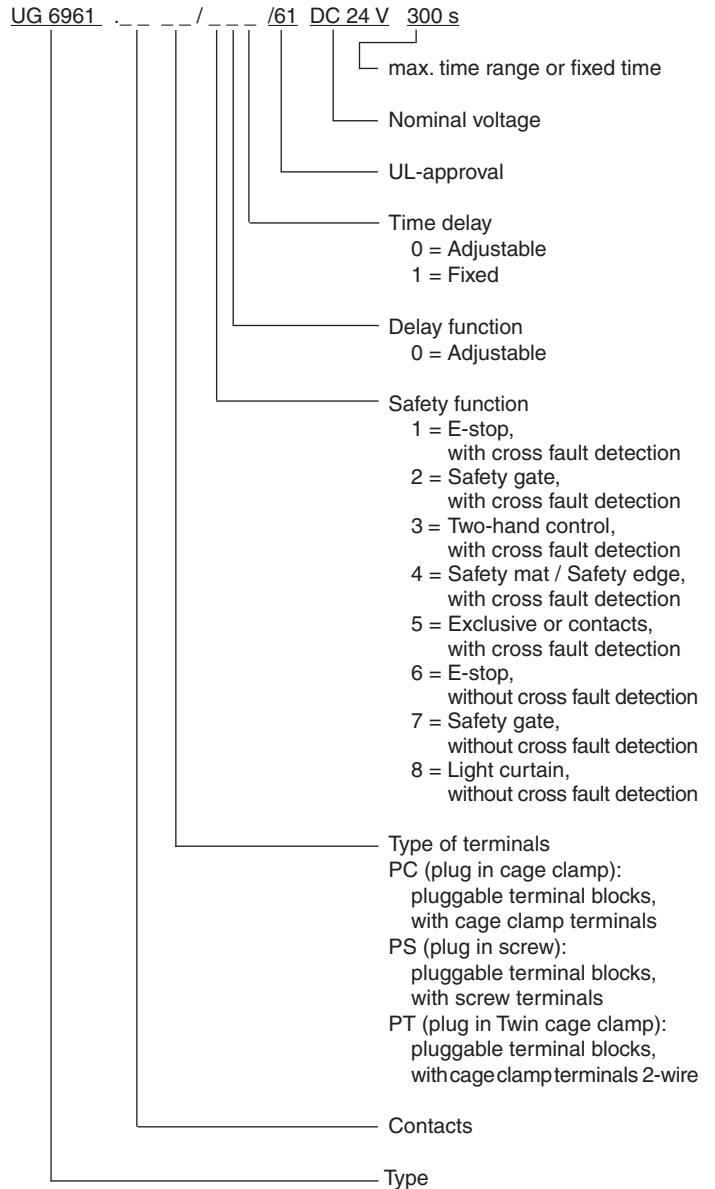 UG 6961 ._ _ _ _ / _ _ _ /61 DC 24 V 300 s
max. time range or fixed time
Nominal voltage
UL-approval
Time delay
0 = Adjustable
1 = Fixed
Delay function
0 = Adjustable
Safety function
1 = E-stop,
with cross fault detection
2 = Safety gate,
with cross fault detection
3 = Two-hand control,
with cross fault detection
4 = Safety mat / Safety edge,
with cross fault detection
5 = Exclusive or contacts,
with cross fault detection
6 = E-stop,
without cross fault detection
7 = Safety gate,
without cross fault detection
8 = Light curtain,
without cross fault detection
Type of terminals
PC (plug in cage clamp):
pluggable terminal blocks,
with cage clamp terminals
PS (plug in screw):
pluggable terminal blocks,
with screw terminals
PT (plug in Twin cage clamp):
pluggable terminal blocks,
with cage clamp terminals 2-wire
Contacts
Type